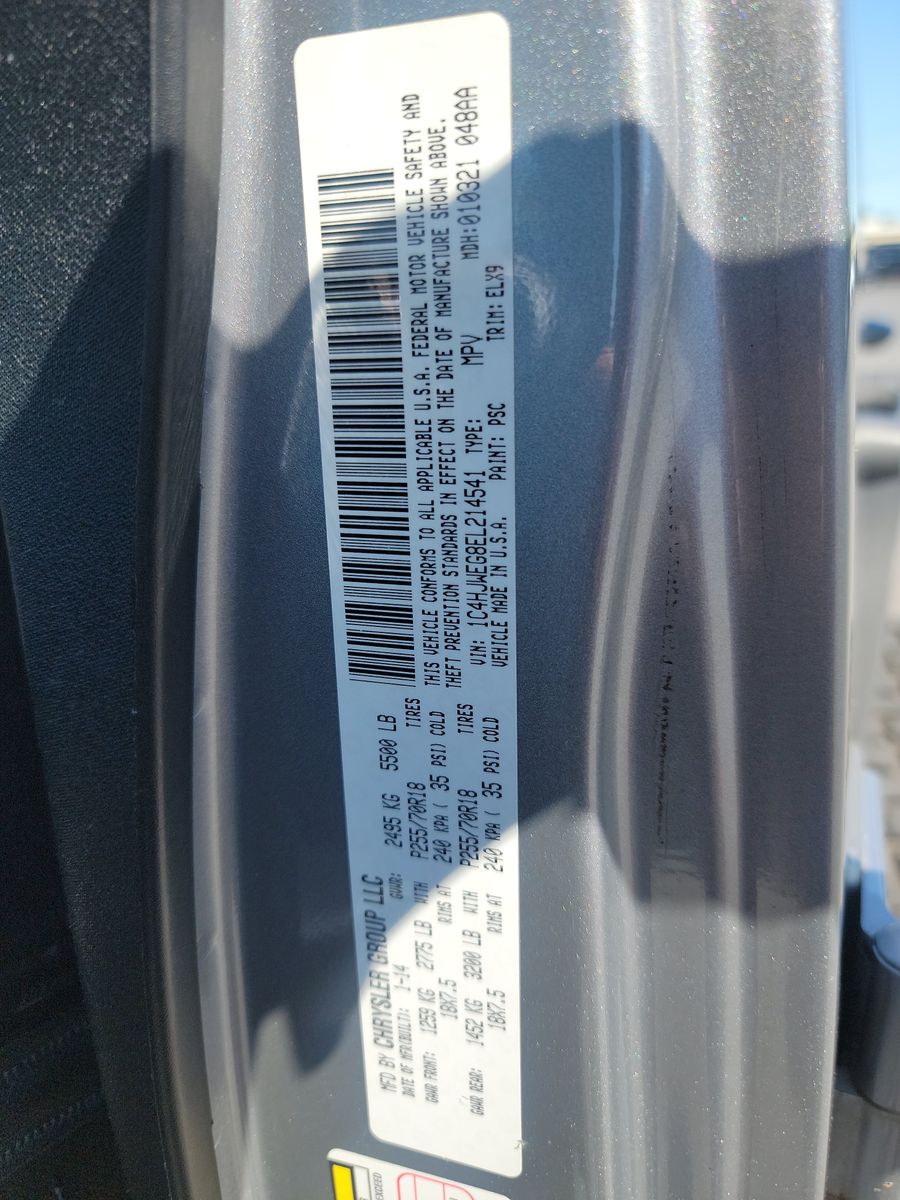 MFD BY CHRYSLER GROUP LLC
DATE OF MFR(BUILT): 1-14 GVWR: 2495 KG 5500 LB
GAWR FRONT: 1259 KG 2775 LB WITH P255/70R18 TIRES
18X7.5 RIMS AT 240 KPA ( 35 PSI) COLD
GAWR REAR: 1452 KG 3200 LB WITH P255/70R18 TIRES
18X7.5 RIMS AT 240 KPA ( 35 PSI) COLD
THIS VEHICLE CONFORMS TO ALL APPLICABLE U.S.A. FEDERAL MOTOR VEHICLE SAFETY AND
THEFT PREVENTION STANDARDS IN EFFECT ON THE DATE OF MANUFACTURE SHOWN ABOVE.
VIN: 1C4HJWEG8EL214541 TYPE: MPV MDH:010321 048AA
VEHICLE MADE IN U.S.A. PAINT: PSC TRIM: ELX9
EXCEED